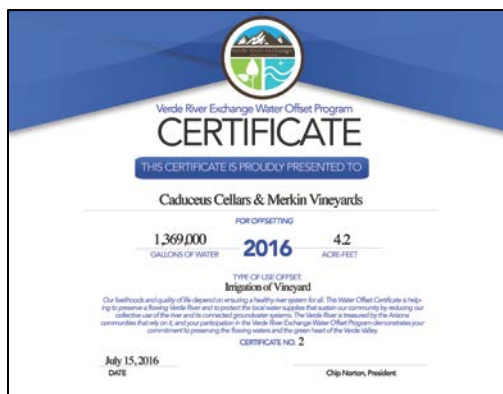 Verde River Exchange
Verde River Exchange Water Offset Program
CERTIFICATE
THIS CERTIFICATE IS PROUDLY PRESENTED TO
Caduceus Cellars & Merkin Vineyards
FOR OFFSETTING
1,369,000 2016 4.2
GALLONS OF WATER ACRE-FEET
TYPE OF USE OFFSET:
Irrigation of Vineyard
Our livelihoods and quality of life depend on ensuring a healthy river system for all. This Water Offset Certificate is help-
ing to preserve a flowing Verde River and to protect the local water supplies that sustain our community by reducing our
collective use of the river and its connected groundwater systems. The Verde River is treasured by the Arizona
communities that rely on it, and your participation in the Verde River Exchange Water Offset Program demonstrates your
commitment to preserving the flowing waters and the green heart of the Verde Valley.
CERTIFICATE NO. 2
July 15, 2016
DATE Chip Norton, President